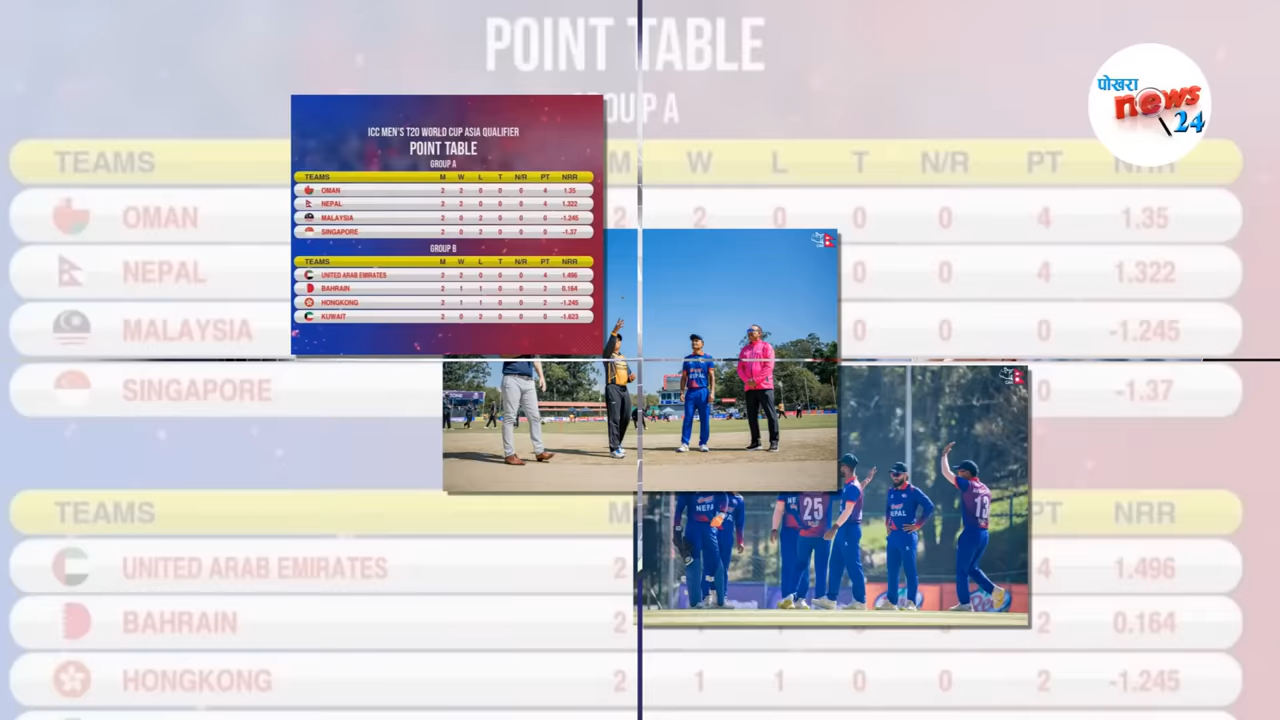 POINT TABLE
GROUP A
TEAMS M W L T N/R PT NRR
OMAN 2 2 0 0 0 4 1.35
NEPAL 0 0 4 1.322
MALAYSIA 0 0 0 -1.245
SINGAPORE 0 -1.37
TEAMS M PT NRR
UNITED ARAB EMIRATES 2 4 1.496
BAHRAIN 2 2 0.164
HONGKONG 2 1 1 0 0 2 -1.245
पोखरा
news
24
ICC MEN'S T20 WORLD CUP ASIA QUALIFIER
POINT TABLE
GROUP A
TEAMS M W L T N/R PT NRR
OMAN 2 2 0 0 0 4 1.35
NEPAL 2 2 0 0 0 4 1.322
MALAYSIA 2 0 2 0 0 0 -1.245
SINGAPORE 2 0 2 0 0 0 -1.37
GROUP B
TEAMS M W L T N/R PT NRR
UNITED ARAB EMIRATES 2 2 0 0 0 4 1.496
BAHRAIN 2 1 1 0 0 2 0.164
HONGKONG 2 1 1 0 0 2 -1.245
KUWAIT 2 0 2 0 0 0 -1.623
NEPAL
25
NEPAL
13